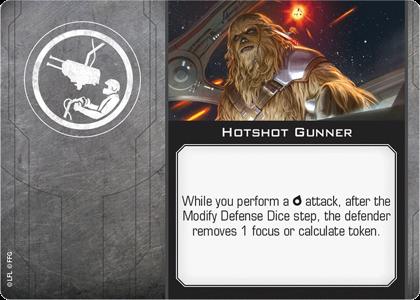 HOTSHOT GUNNER
While you perform a attack, after the
Modify Defense Dice step, the defender
removes 1 focus or calculate token.
© LFL © FFG